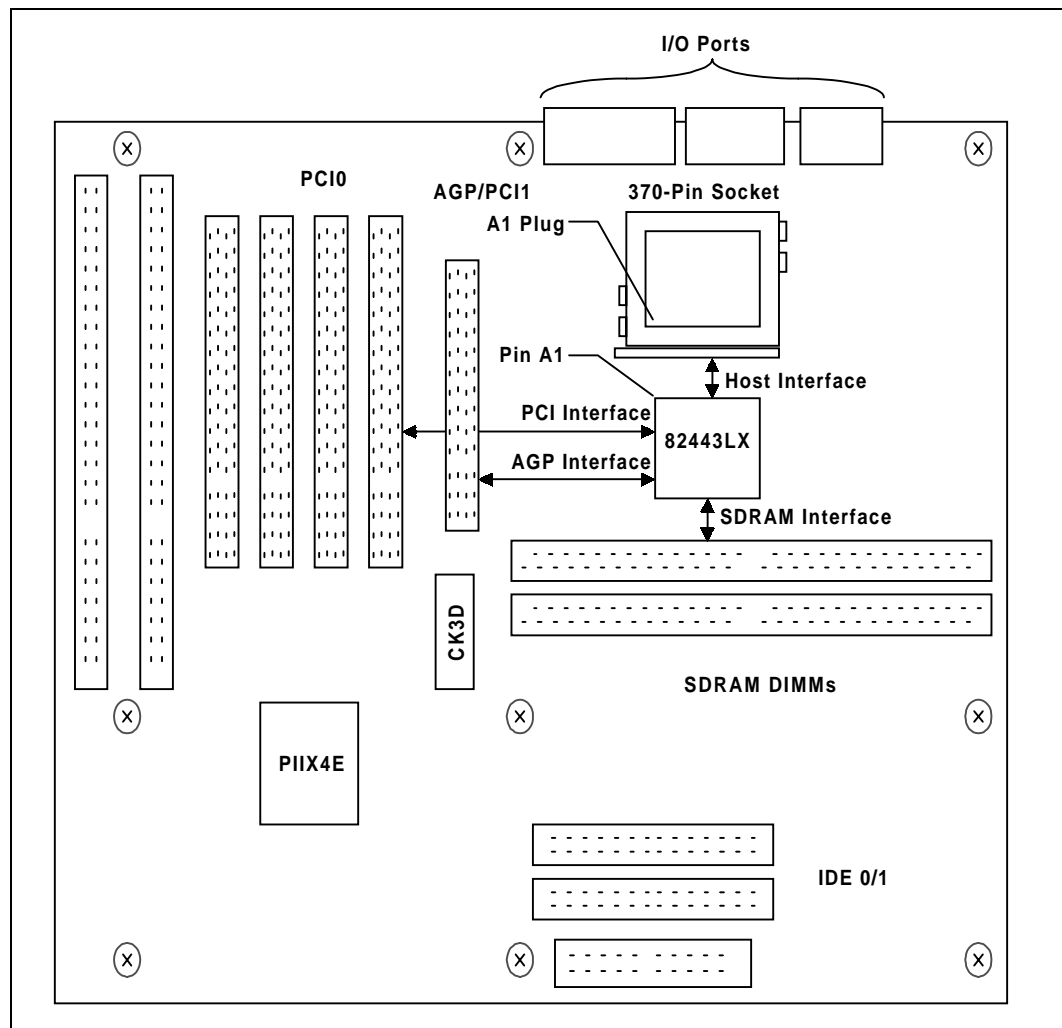 I/O Ports
PCI0
AGP/PCI1
370-Pin Socket
A1 Plug
Pin A1
Host Interface
PCI Interface
82443LX
AGP Interface
SDRAM Interface
CK3D
SDRAM DIMMs
PIIX4E
IDE 0/1